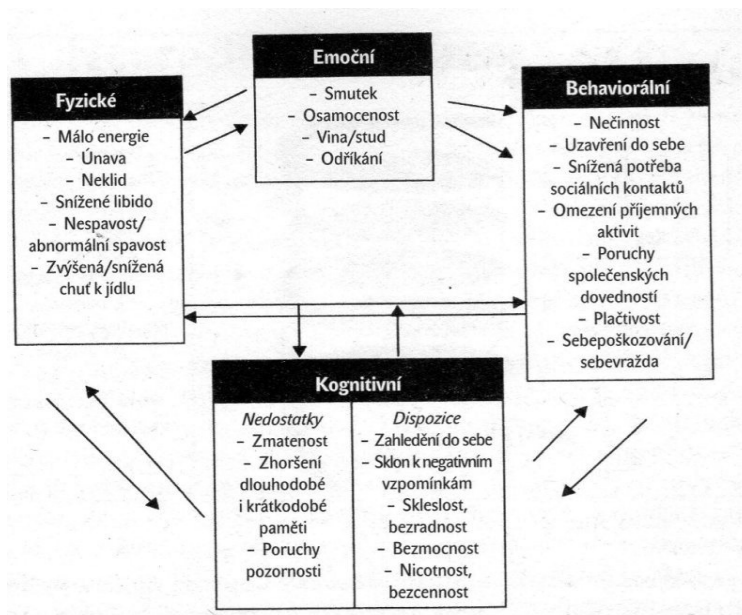 Emoční
– Smutek
– Osamocenost
– Vina/stud
– Odříkání
Fyzické
– Málo energie
– Únava
– Neklid
– Snížené libido
– Nespavost/
abnormální spavost
– Zvýšená/snížená
chuť k jídlu
Behaviorální
– Nečinnost
– Uzavření do sebe
– Snížená potřeba
sociálních kontaktů
– Omezení příjemných
aktivit
– Poruchy
společenských
dovedností
– Plačtivost
– Sebepoškozování/
sebevražda
Kognitivní
Nedostatky
– Zmatenost
– Zhoršení
dlouhodobé
i krátkodobé
paměti
– Poruchy
pozornosti
Dispozice
– Zahledění do sebe
– Sklon k negativním
vzpomínkám
– Skleslost,
bezradnost
– Bezmocnost
– Nicotnost,
bezcennost